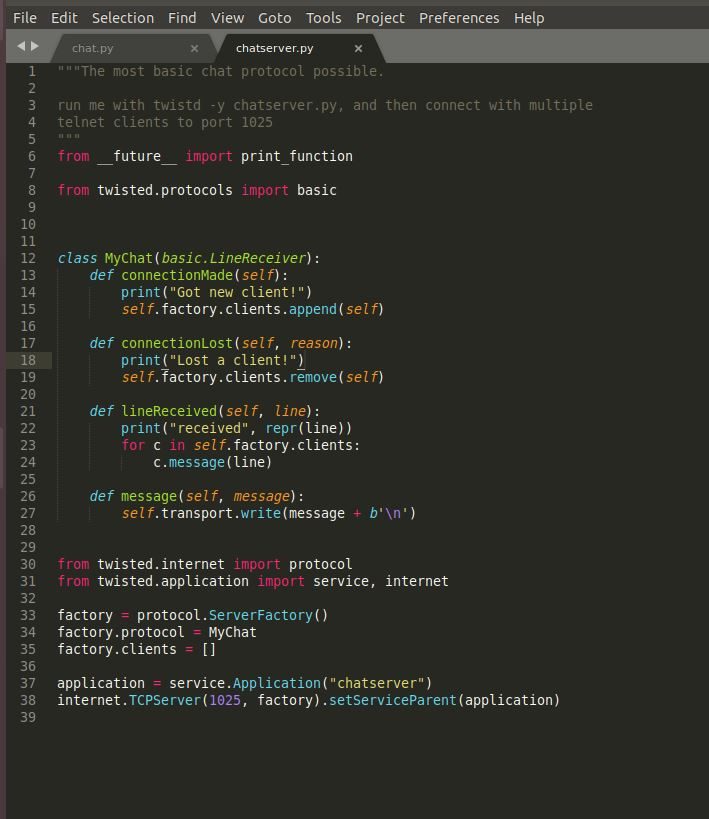 File Edit Selection Find View Goto Tools Project Preferences Help
chat.py × chatserver.py ×
1 """The most basic chat protocol possible.
2
3 run me with twistd -y chatserver.py, and then connect with multiple
4 telnet clients to port 1025
5 """
6 from __future__ import print_function
7
8 from twisted.protocols import basic
9
10
11
12 class MyChat(basic.LineReceiver):
13     def connectionMade(self):
14         print("Got new client!")
15         self.factory.clients.append(self)
16
17     def connectionLost(self, reason):
18         print("Lost a client!")
19         self.factory.clients.remove(self)
20
21     def lineReceived(self, line):
22         print("received", repr(line))
23         for c in self.factory.clients:
24             c.message(line)
25
26     def message(self, message):
27         self.transport.write(message + b'\n')
28
29
30 from twisted.internet import protocol
31 from twisted.application import service, internet
32
33 factory = protocol.ServerFactory()
34 factory.protocol = MyChat
35 factory.clients = []
36
37 application = service.Application("chatserver")
38 internet.TCPServer(1025, factory).setServiceParent(application)
39